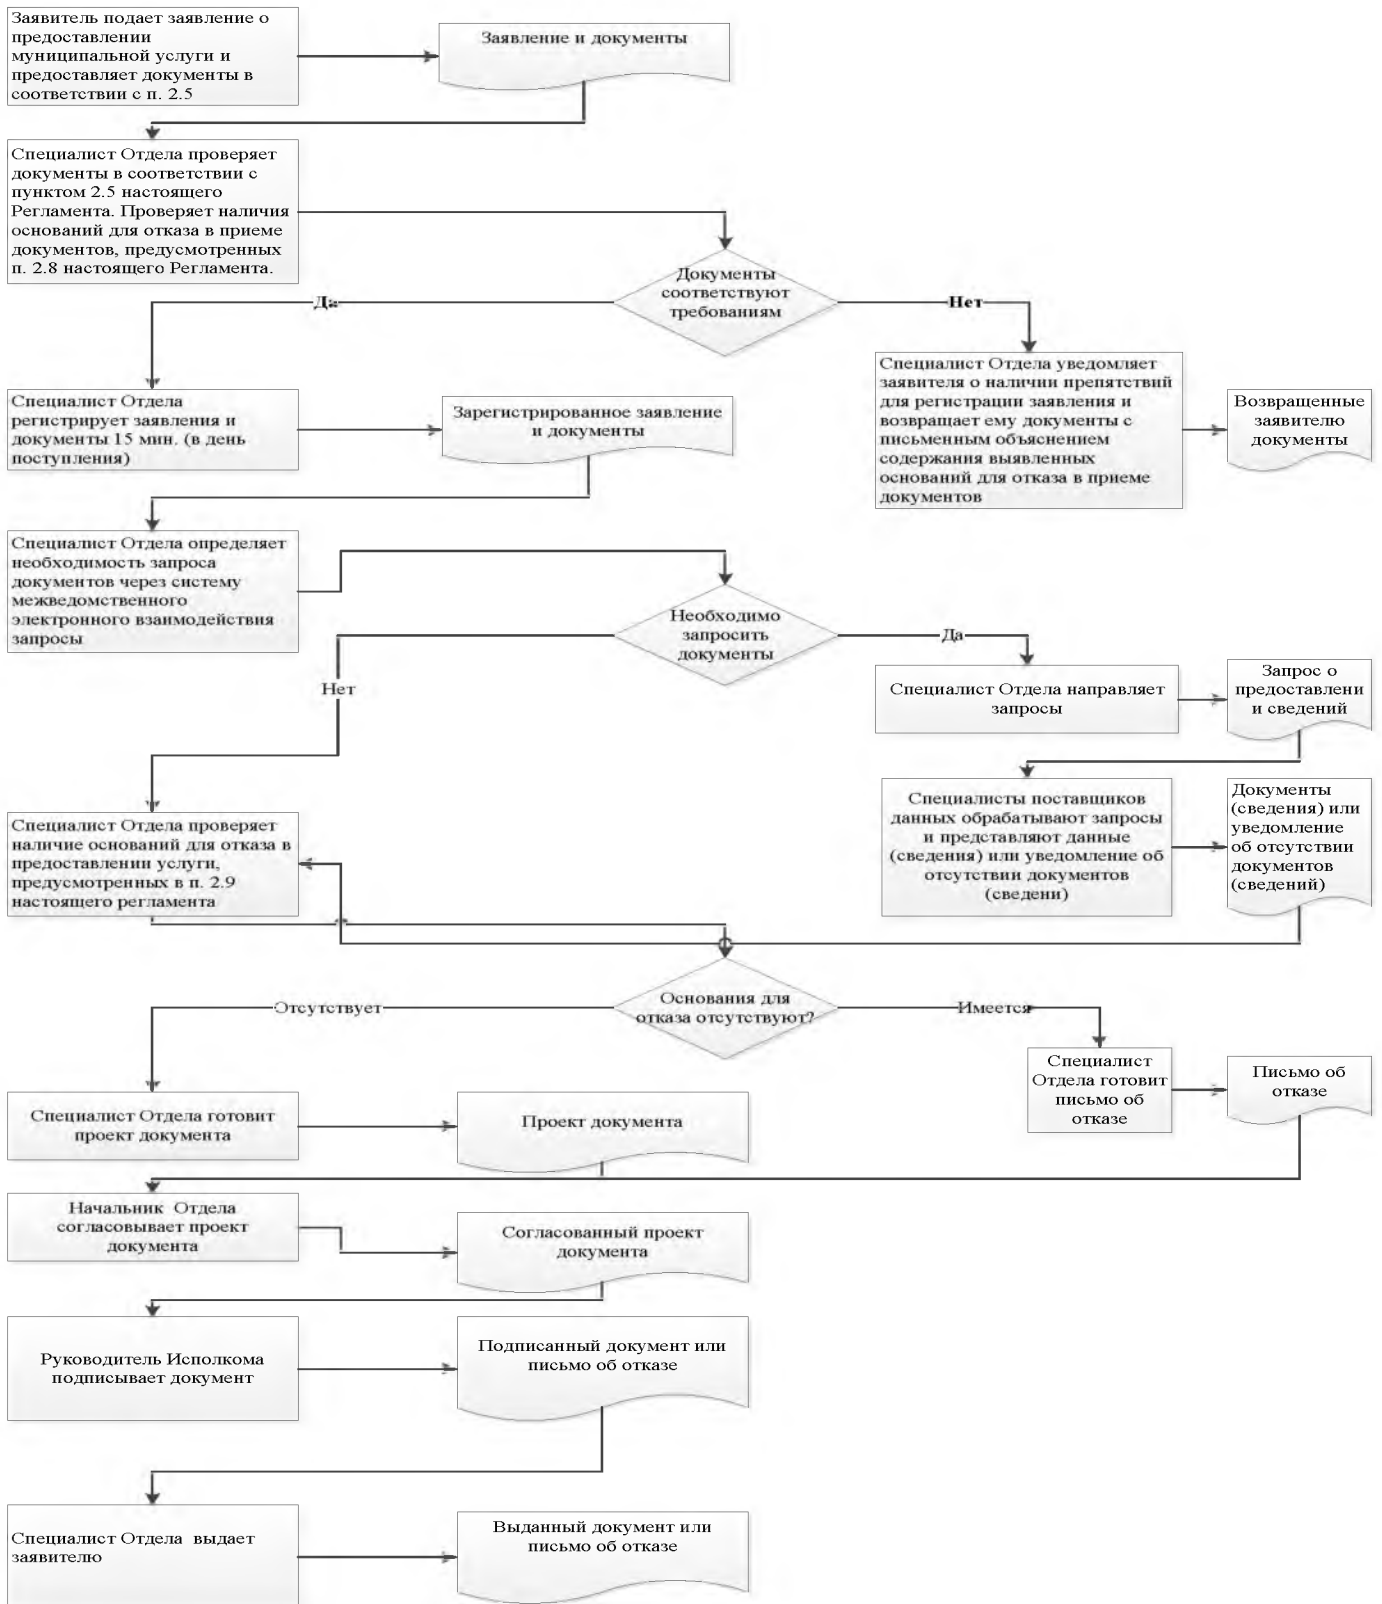 Заявитель подает заявление о
предоставлении
муниципальной услуги и
предоставляет документы в
соответствии с п. 2.5
Заявление и документы
Специалист Отдела проверяет
документы в соответствии с
пунктом 2.5 настоящего
Регламента. Проверяет наличия
оснований для отказа в приеме
документов, предусмотренных
п. 2.8 настоящего Регламента.
Документы
соответствуют
требованиям
Да
Нет
Специалист Отдела
регистрирует заявления и
документы 15 мин. (в день
поступления)
Зарегистрированное заявление
и документы
Специалист Отдела уведомляет
заявителя о наличии препятствий
для регистрации заявления и
возвращает ему документы с
письменным объяснением
содержания выявленных
оснований для отказа в приеме
документов
Возвращенные
заявителю
документы
Специалист Отдела определяет
необходимость запроса
документов через систему
межведомственного
электронного взаимодействия
запросы
Необходимо
запросить
документы
Да
Нет
Специалист Отдела направляет
запросы
Запрос о
предоставлени
и сведений
Специалисты поставщиков
данных обрабатывают запросы
и представляют данные
(сведения) или уведомление об
отсутствии документов
(сведени)
Документы
(сведения) или
уведомление
об отсутствии
документов
(сведений)
Специалист Отдела проверяет
наличие оснований для отказа в
предоставлении услуги,
предусмотренных в п. 2.9
настоящего регламента
Основания для
отказа отсутствуют?
Отсутствует
Имеется
Специалист
Отдела готовит
письмо об
отказе
Письмо об
отказе
Специалист Отдела готовит
проект документа
Проект документа
Начальник Отдела
согласовывает проект
документа
Согласованный проект
документа
Руководитель Исполкома
подписывает документ
Подписанный документ или
письмо об отказе
Специалист Отдела выдает
заявителю
Выданный документ или
письмо об отказе